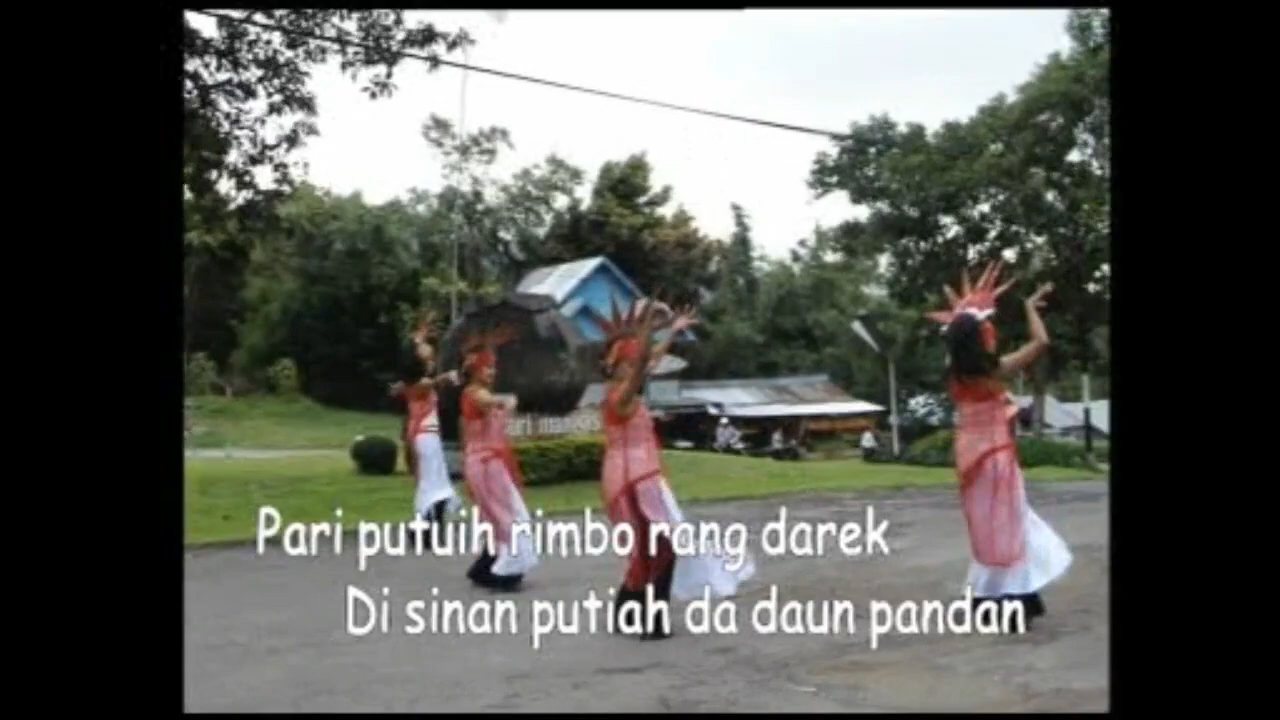 Pari putuih rimbo rang darek
Di sinan putiah da daun pandan